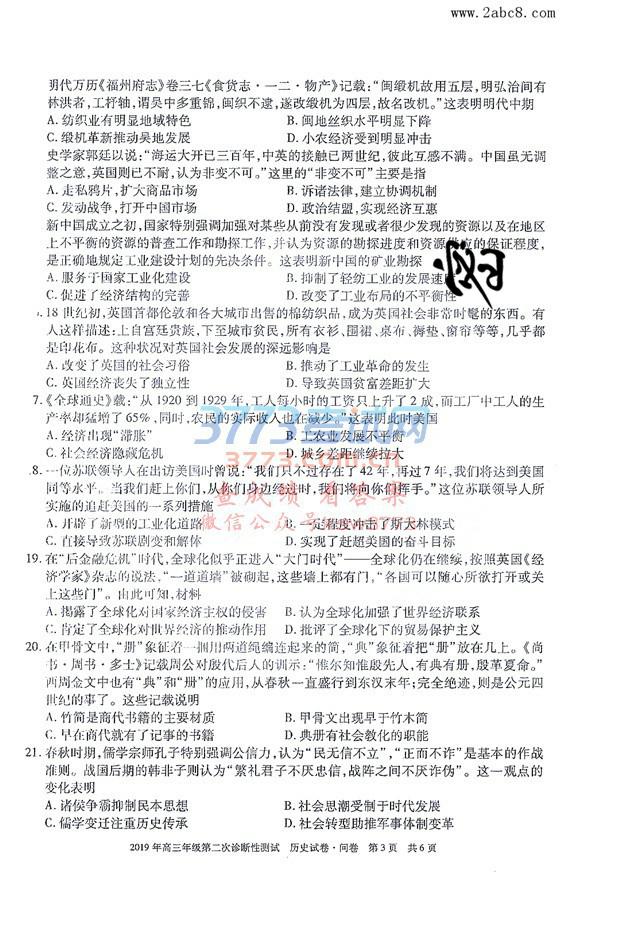 www.2abc8.com
明代万历《福州府志》卷三七《食货志·一二·物产》记载:“闽缎机故用五层,明弘治间有
林洪者,工杼轴,谓吴中多重锦,闽织不逮,遂改缎机为四层,故名改机。”这表明明代中期
A. 纺织业有明显地域特色 B. 闽地丝织水平明显下降
C. 缎机革新推动吴地发展 D. 小农经济受到明显冲击
史学家郭廷以说:“海运大开已三百年,中英的接触已两世纪,彼此互感不满。中国虽无调
整之意,英国则已不耐,认为非变不可。”这里的“非变不可”主要是指
A. 走私鸦片,扩大商品市场 B. 诉诸法律,建立协调机制
C. 发动战争,打开中国市场 D. 政治结盟,实现经济互惠
新中国成立之初,国家特别强调加强对某些从前没有发现或者很少发现的资源以及在地区
上不平衡的资源的普查工作和勘探工作,并认为资源的勘探进度和资源供应的保证程度,
是正确地规定工业建设计划的先决条件。这表明新中国的矿业勘探
A. 服务于国家工业化建设 B. 抑制了轻纺工业的发展速度
C. 促进了经济结构的完善 D. 改变了工业布局的不平衡性
18 世纪初,英国首都伦敦和各大城市出售的棉纺织品,成为英国社会非常时髦的东西。有
人这样描述:上自宫廷贵族,下至城市贫民,所有衣衫、围裙、桌布、褥垫、窗帘等等,几乎都
是印花布。这种状况对英国社会发展的深远影响是
A. 改变了英国的社会习俗 B. 推动了工业革命的发生
C. 英国经济丧失了独立性 D. 导致英国贫富差距扩大
7. 《全球通史》载:“从 1920 到 1929 年,工人每小时的工资只上升了 2 成,而工厂中工人的生
产率却猛增了 65%,同时,农民的实际收入也在减少。”这表明此时美国
A. 经济出现“滞胀” B. 工农业发展不平衡
C. 社会经济隐藏危机 D. 城乡差距继续拉大
3773考试网
3773.com.cn
查成绩 看答案
微信公众号
8. 一位苏联领导人在出访美国时曾说:“我们只不过存在了 42 年,再过 7 年,我们将达到美国
同等水平。当我们赶上你们,从你们身边经过时,我们将向你们挥手。”这位苏联领导人所
实施的追赶美国的一系列措施
A. 开辟了新型的工业化道路 B. 一定程度冲击了斯大林模式
C. 直接导致苏联剧变和解体 D. 实现了赶超美国的奋斗目标
19. 在“后金融危机”时代,全球化似乎正进入“大门时代”——全球化仍在继续,按照英国《经
济学家》杂志的说法,“一道道墙”被砌起,这些墙上都有门。“各国可以随心所欲打开或关
上这些门”。由此可知,材料
A. 揭露了全球化对国家经济主权的侵害 B. 认为全球化加强了世界经济联系
C. 肯定了全球化对世界经济的推动作用 D. 批评了全球化下的贸易保护主义
20. 在甲骨文中,“册”象征着一捆用两道绳编连起来的简,“典”象征着把“册”放在几上。《尚
书·周书·多士》记载周公对殷代后人的训示:“惟尔知惟殷先人,有典有册,殷革夏命。”
西周金文中也有“典”和“册”的应用,从春秋一直盛行到东汉末年;完全绝迹,则是公元四
世纪的事了。这些记载说明
A. 竹简是商代书籍的主要材质 B. 甲骨文出现早于竹木简
C. 早在商代就有了记事的书籍 D. 典册有社会教化的职能
21. 春秋时期,儒学宗师孔子特别强调公信力,认为“民无信不立”,“正而不诈”是基本的作战
准则。战国后期的韩非子则认为“繁礼君子不厌忠信,战阵之间不厌诈伪”。这一观点的
变化表明
A. 诸侯争霸抑制民本思想 B. 社会思潮受制于时代发展
C. 儒学变迁注重历史传承 D. 社会转型助推军事体制变革
2019 年高三年级第二次诊断性测试 历史试卷·问卷 第 3 页 共 6 页